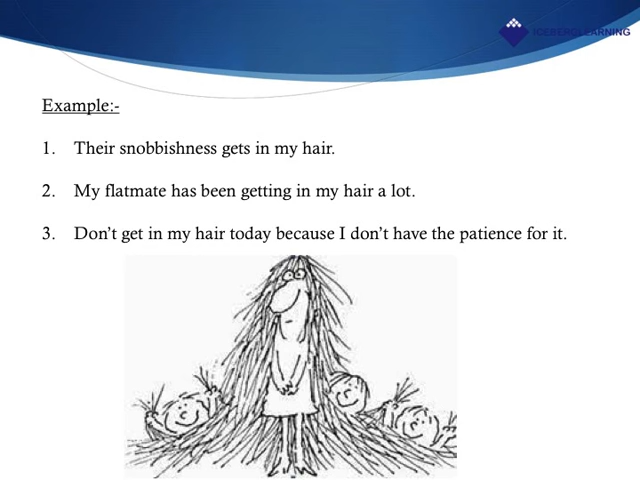 Example:-
1. Their snobbishness gets in my hair.
2. My flatmate has been getting in my hair a lot.
3. Don't get in my hair today because I don't have the patience for it.